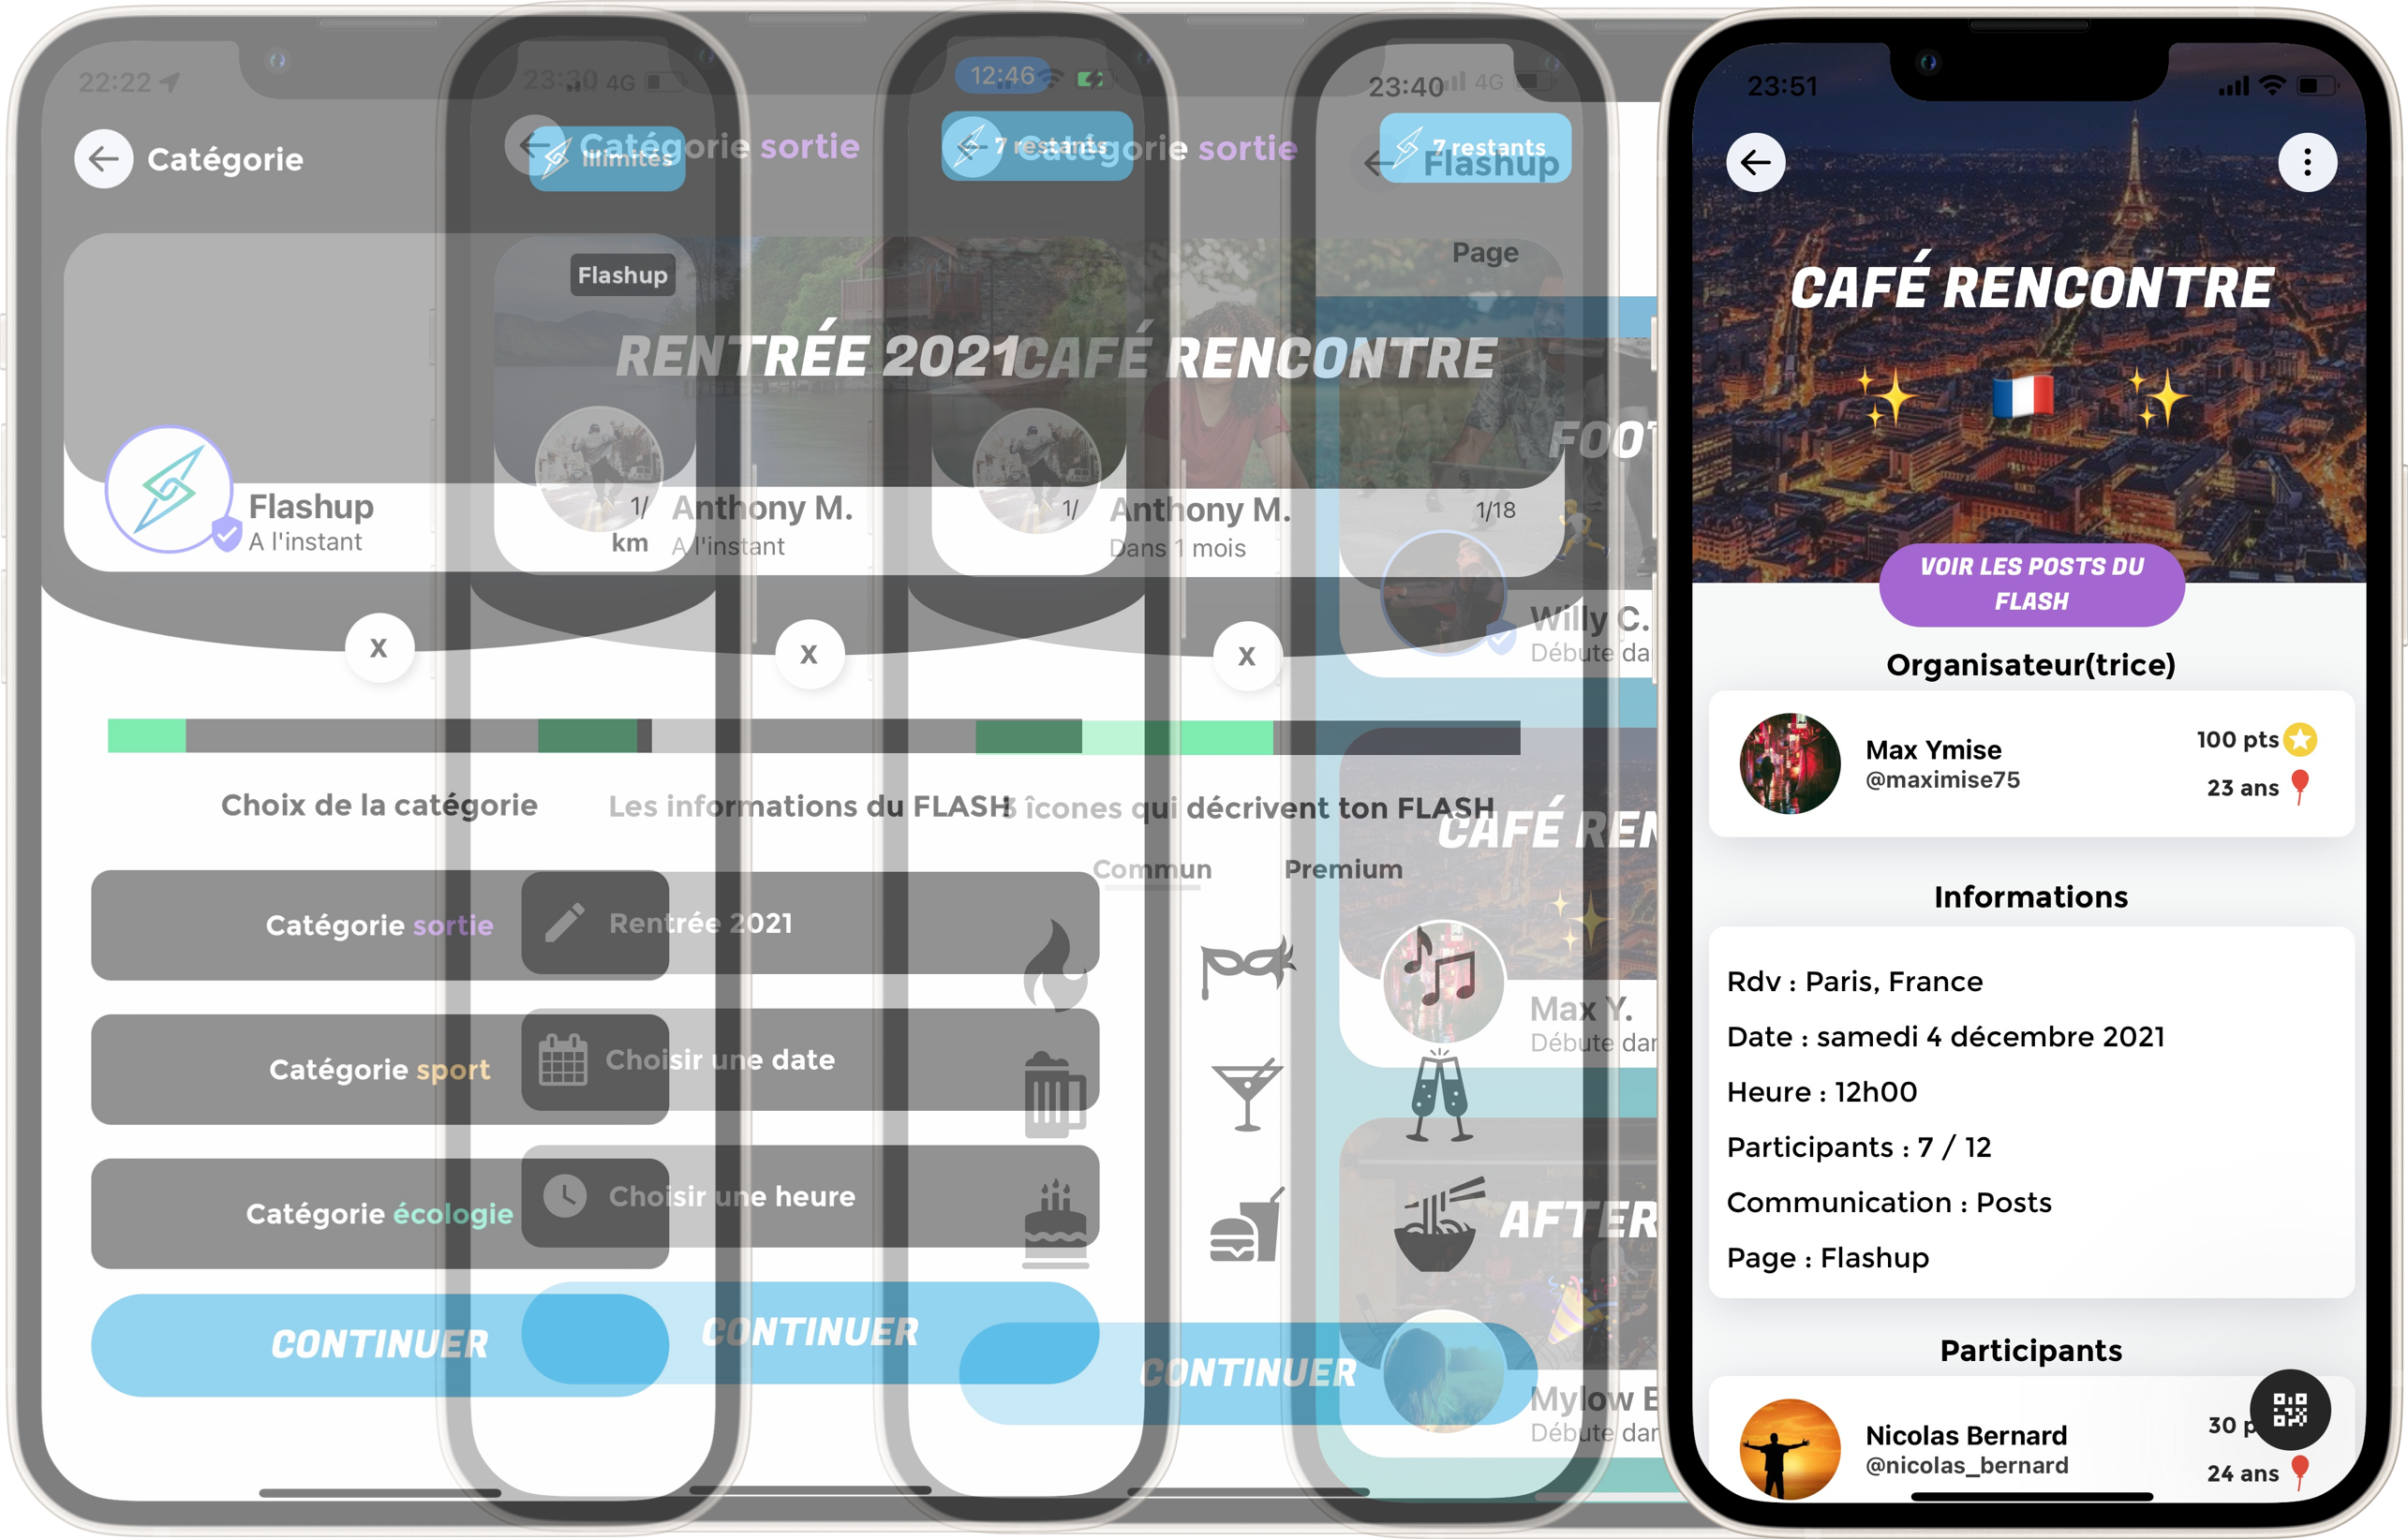 22:22
Catégorie
Flashup
A l'instant
X
Choix de la catégorie
Catégorie sortie
Catégorie sport
Catégorie écologie
CONTINUER
23:30
4G
Catégorie sortie
Illimités
Flashup
RENTRÉE 2021
1/
km
Anthony M.
A l'instant
X
Les informations du FLASH
Rentrée 2021
Choisir une date
Choisir une heure
CONTINUER
12:46
Catégorie sortie
7 restants
CAFÉ RENCONTRE
1/
Anthony M.
Dans 1 mois
X
3 îcones qui décrivent ton FLASH
Commun
Premium
CONTINUER
23:40
4G
7 restants
Flashup
Page
1/18
FOOT
Willy C.
Débute da
CAFÉ REN
Max Y.
Débute dar
AFTER
Mylow E
Débute dar
23:51
CAFÉ RENCONTRE
VOIR LES POSTS DU
FLASH
Organisateur(trice)
Max Ymise
100 pts
@maximise75
23 ans
Informations
Rdv : Paris, France
Date : samedi 4 décembre 2021
Heure : 12h00
Participants : 7 / 12
Communication : Posts
Page : Flashup
Participants
Nicolas Bernard
30 p
@nicolas_bernard
24 ans